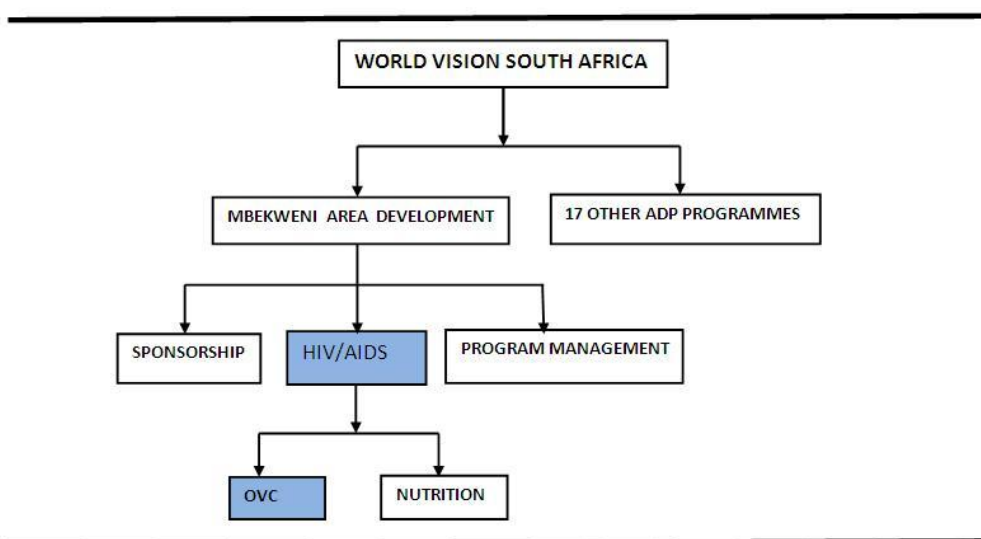 WORLD VISION SOUTH AFRICA
MBEKWENI AREA DEVELOPMENT
17 OTHER ADP PROGRAMMES
SPONSORSHIP
HIV/AIDS
PROGRAM MANAGEMENT
OVC
NUTRITION